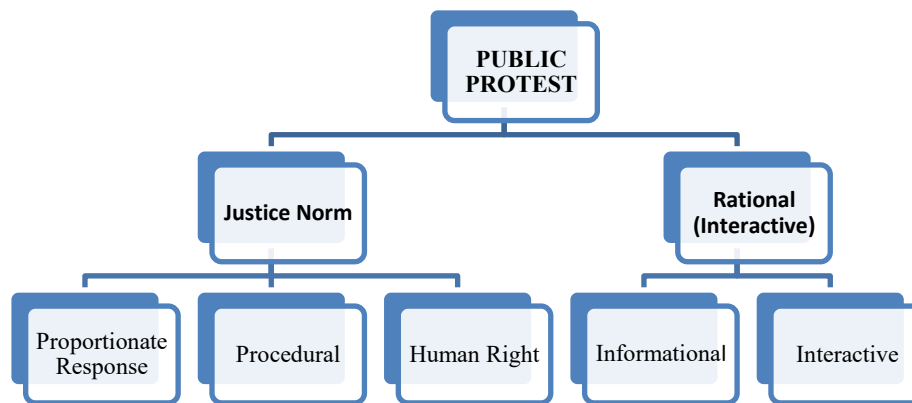 PUBLIC
PROTEST
Justice Norm
Rational
(Interactive)
Proportionate
Response
Procedural
Human Right
Informational
Interactive